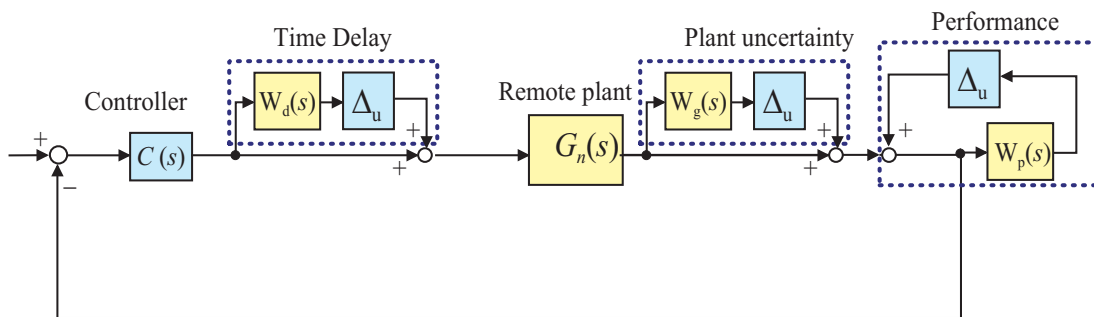 Time Delay
Plant uncertainty
Performance
Controller
Remote plant
W_d(s)
Δ_u
W_g(s)
Δ_u
Δ_u
+
+
+
+
C(s)
+
G_n(s)
+
W_p(s)
−